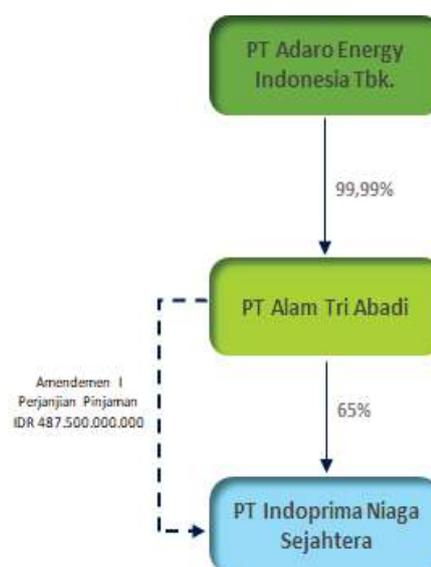 PT Adaro Energy
Indonesia Tbk.
99,99%
PT Alam Tri Abadi
Amendemen I
Perjanjian Pinjaman
IDR 487.500.000.000
65%
PT Indoprima Niaga
Sejahtera